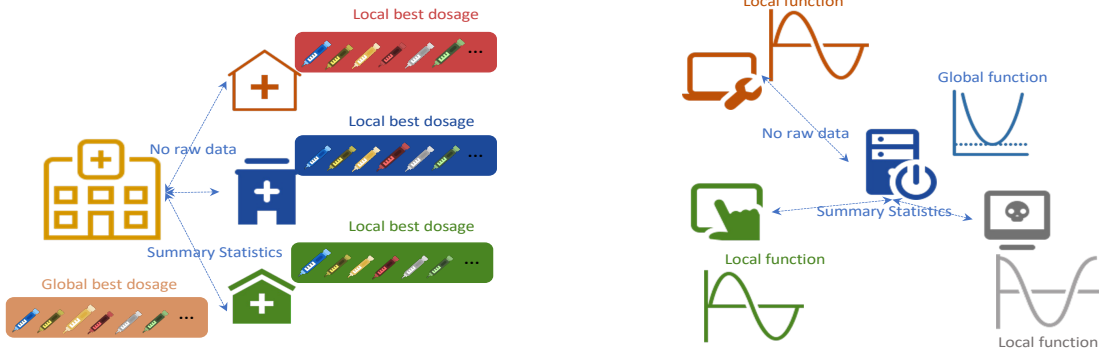 Local best dosage
...
No raw data
Local best dosage
...
Summary Statistics
Local best dosage
...
Global best dosage
...
Local function
Global function
No raw data
Summary Statistics
Local function
Local function